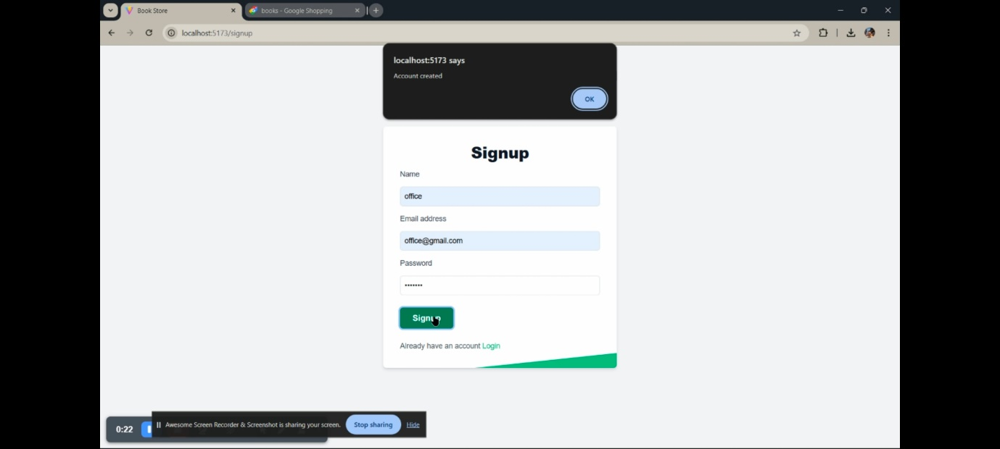 Book Store
books - Google Shopping
localhost:5173/signup
localhost:5173 says
Account created
OK
Signup
Name
office
Email address
office@gmail.com
Password
•••••••
Signup
Already have an account Login
0:22
Awesome Screen Recorder & Screenshot is sharing your screen. Stop sharing Hide